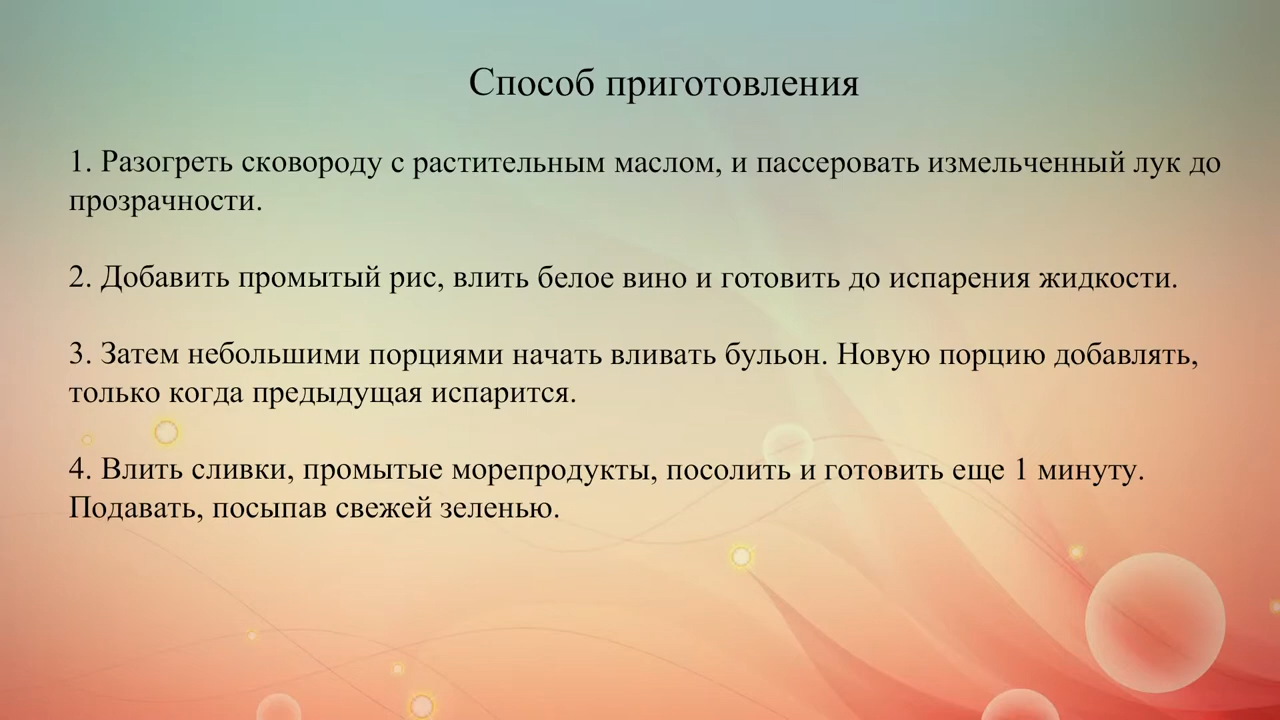 Способ приготовления
1. Разогреть сковороду с растительным маслом, и пассеровать измельченный лук до
прозрачности.
2. Добавить промытый рис, влить белое вино и готовить до испарения жидкости.
3. Затем небольшими порциями начать вливать бульон. Новую порцию добавлять,
только когда предыдущая испарится.
4. Влить сливки, промытые морепродукты, посолить и готовить еще 1 минуту.
Подавать, посыпав свежей зеленью.